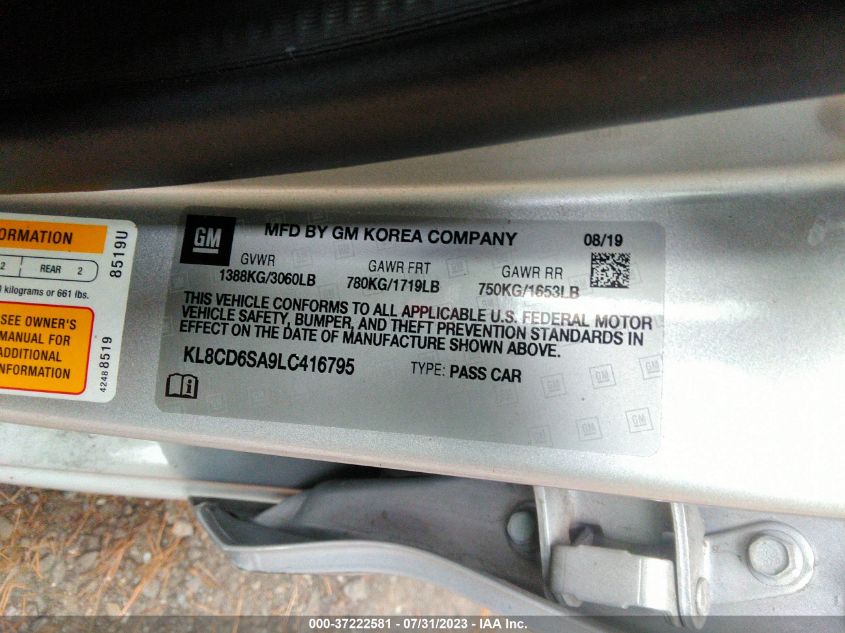 ORMATION
2 REAR 2
kilograms or 661 lbs.
SEE OWNER'S
MANUAL FOR
ADDITIONAL
INFORMATION
8519U
42488519
GM
MFD BY GM KOREA COMPANY
08/19
GVWR GAWR FRT GAWR RR
1388KG/3060LB 780KG/1719LB 750KG/1653LB
THIS VEHICLE CONFORMS TO ALL APPLICABLE U.S. FEDERAL MOTOR
VEHICLE SAFETY, BUMPER, AND THEFT PREVENTION STANDARDS IN
EFFECT ON THE DATE OF MANUFACTURE SHOWN ABOVE.
KL8CD6SA9LC416795 TYPE: PASS CAR
000-37222581 - 07/31/2023 - IAA Inc.